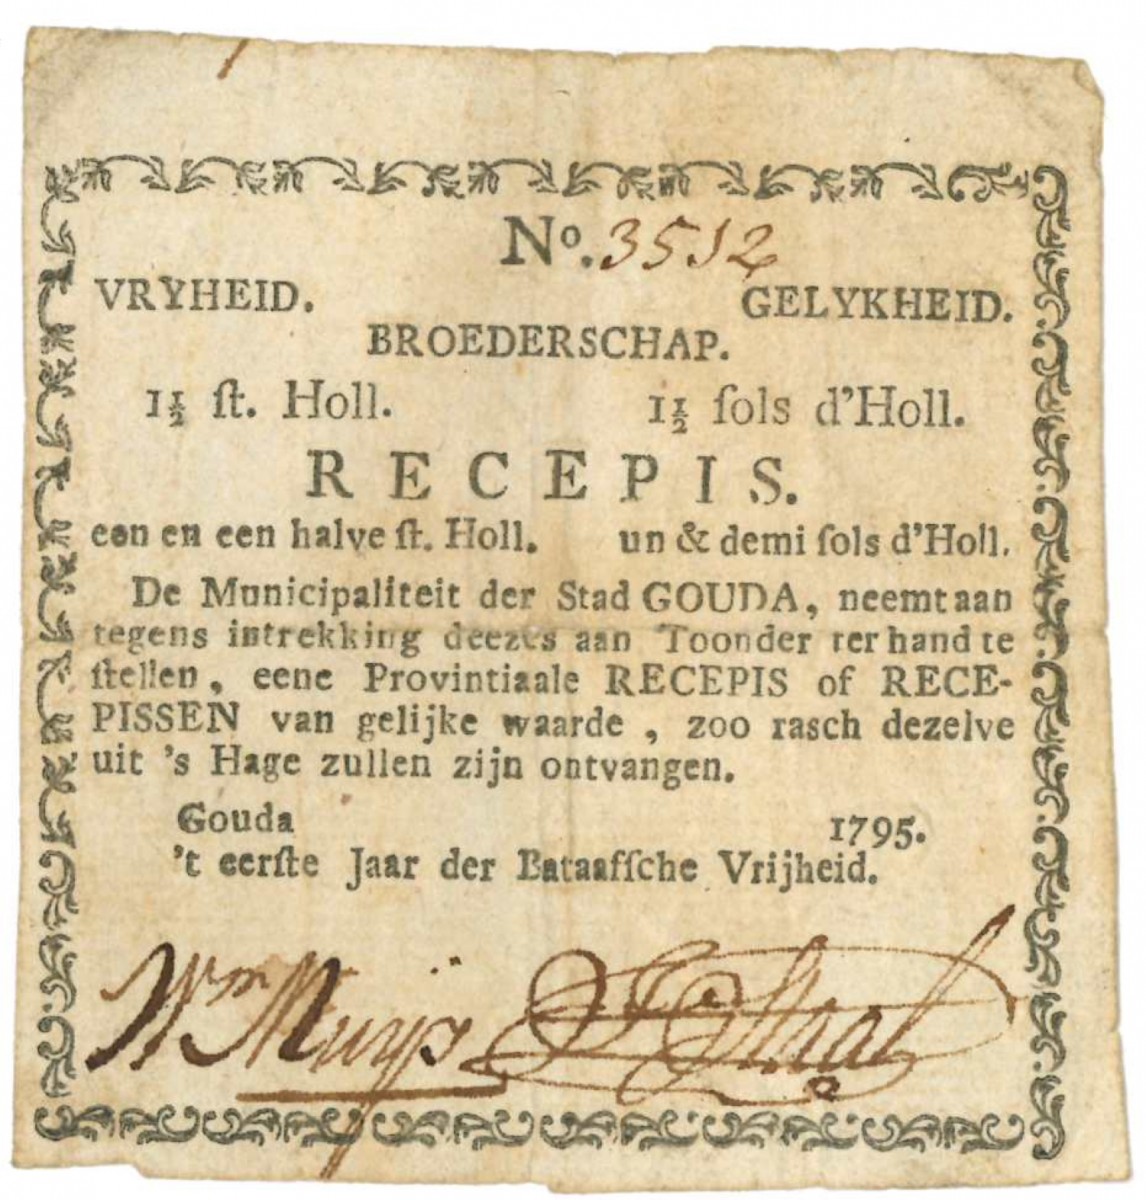 No. 3512
VRYHEID. GELYKHEID.
BROEDERSCHAP.
1½ ſt. Holl. 1½ ſols d'Holl.
RECEPIS.
een en een halve ſt. Holl. un & demi ſols d'Holl.
De Municipaliteit der Stad GOUDA, neemt aan
tegens intrekking deezes aan Toonder ter hand te
ſtellen, eene Provintiaale RECEPIS of RECE-
PISSEN van gelijke waarde, zoo rasch dezelve
uit 's Hage zullen zijn ontvangen.
Gouda 1795.
't eerſte Jaar der Bataafſche Vrijheid.
Wm Muijs